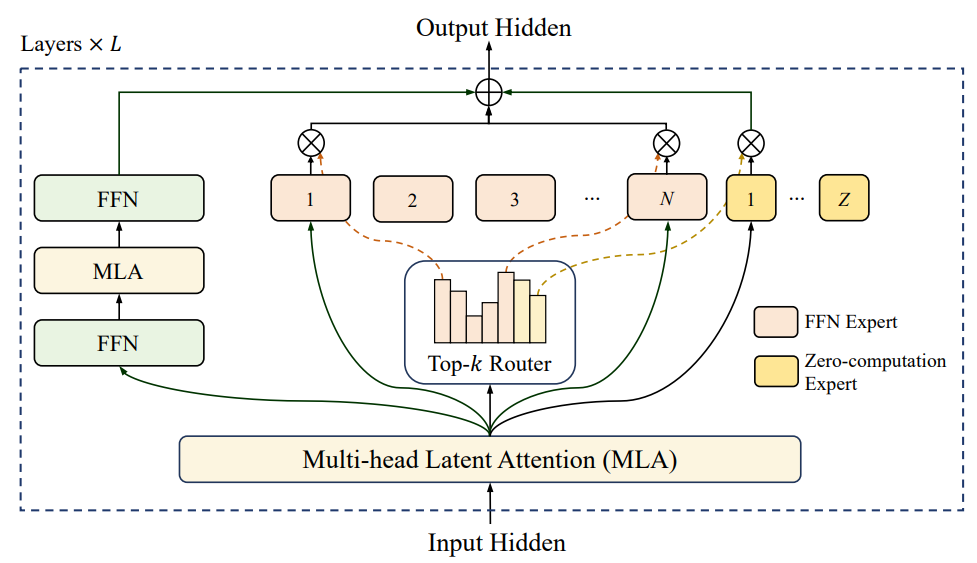 Output Hidden
Layers × L
FFN
MLA
FFN
1
2
3
...
N
1
...
Z
Top-k Router
FFN Expert
Zero-computation
Expert
Multi-head Latent Attention (MLA)
Input Hidden